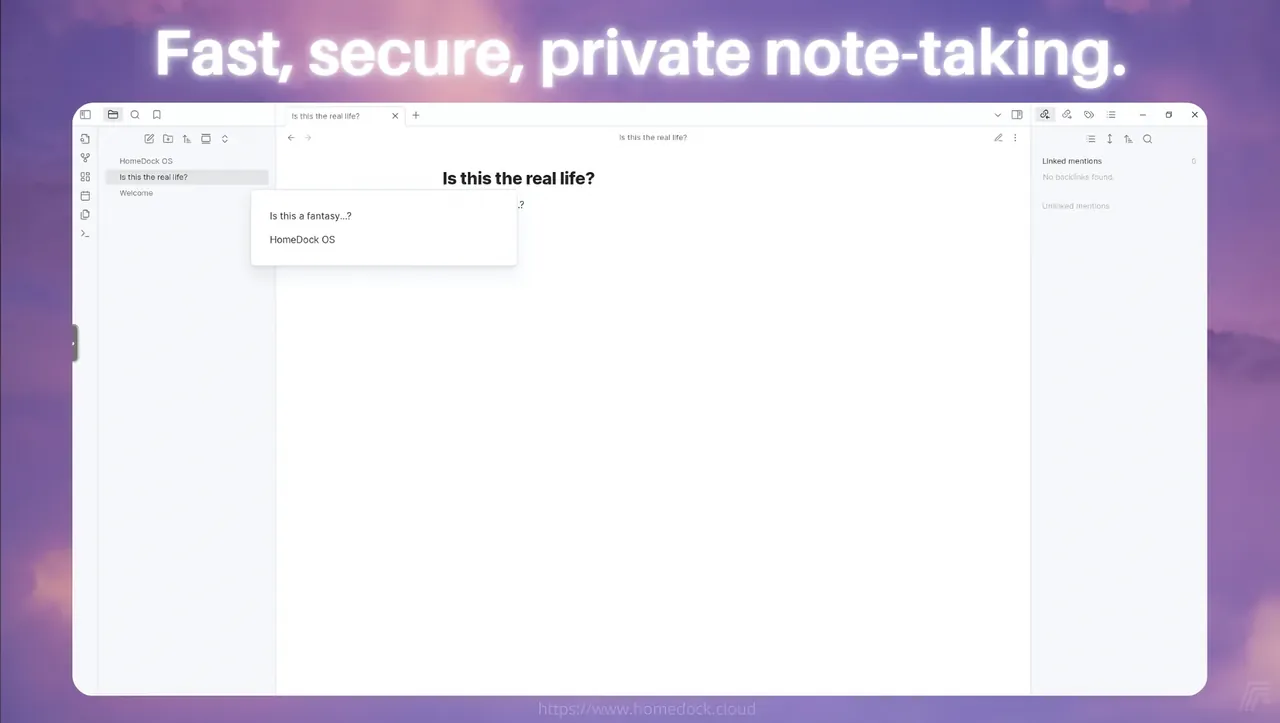 Fast, secure, private note-taking.
Is this the real life?
Is this the real life?
HomeDock OS
Is this the real life?
Welcome
Is this the real life?
.?
Is this a fantasy...?
HomeDock OS
Linked mentions 0
No backlinks found.
Unlinked mentions
https://www.homedock.cloud